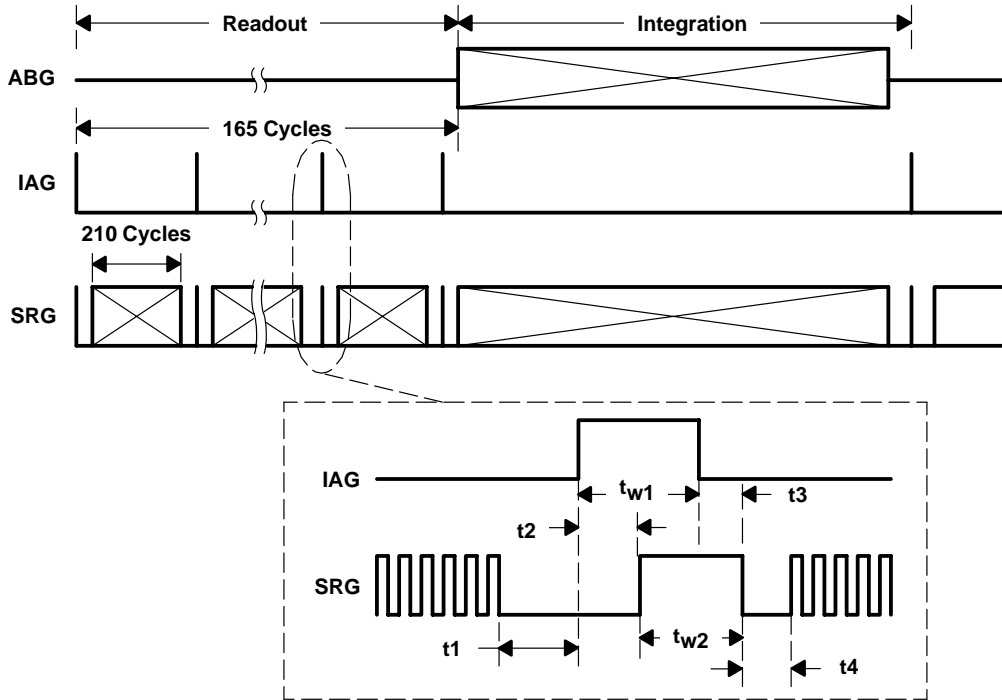 Readout
Integration
ABG
165 Cycles
IAG
210 Cycles
SRG
IAG
tw1
t3
t2
SRG
t1
tw2
t4